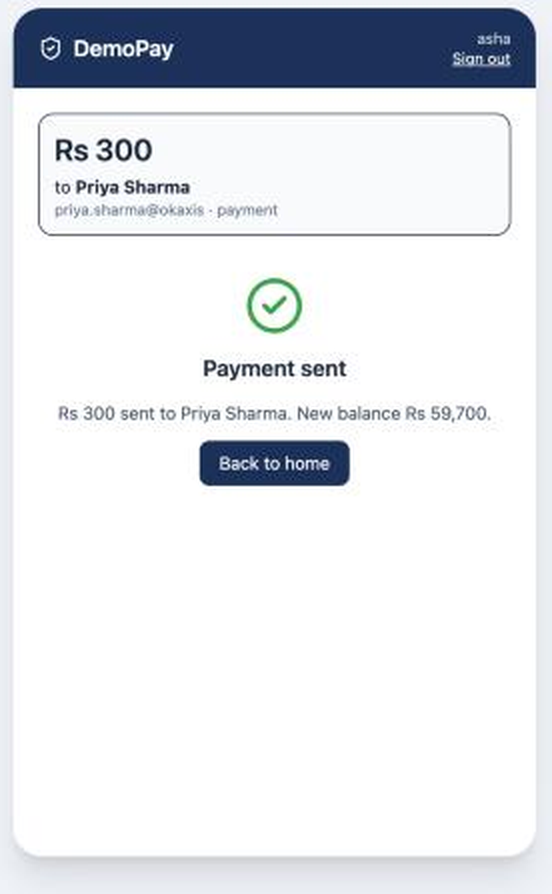 DemoPay
asha
Sign out
Rs 300
to Priya Sharma
priya.sharma@okaxis · payment
Payment sent
Rs 300 sent to Priya Sharma. New balance Rs 59,700.
Back to home